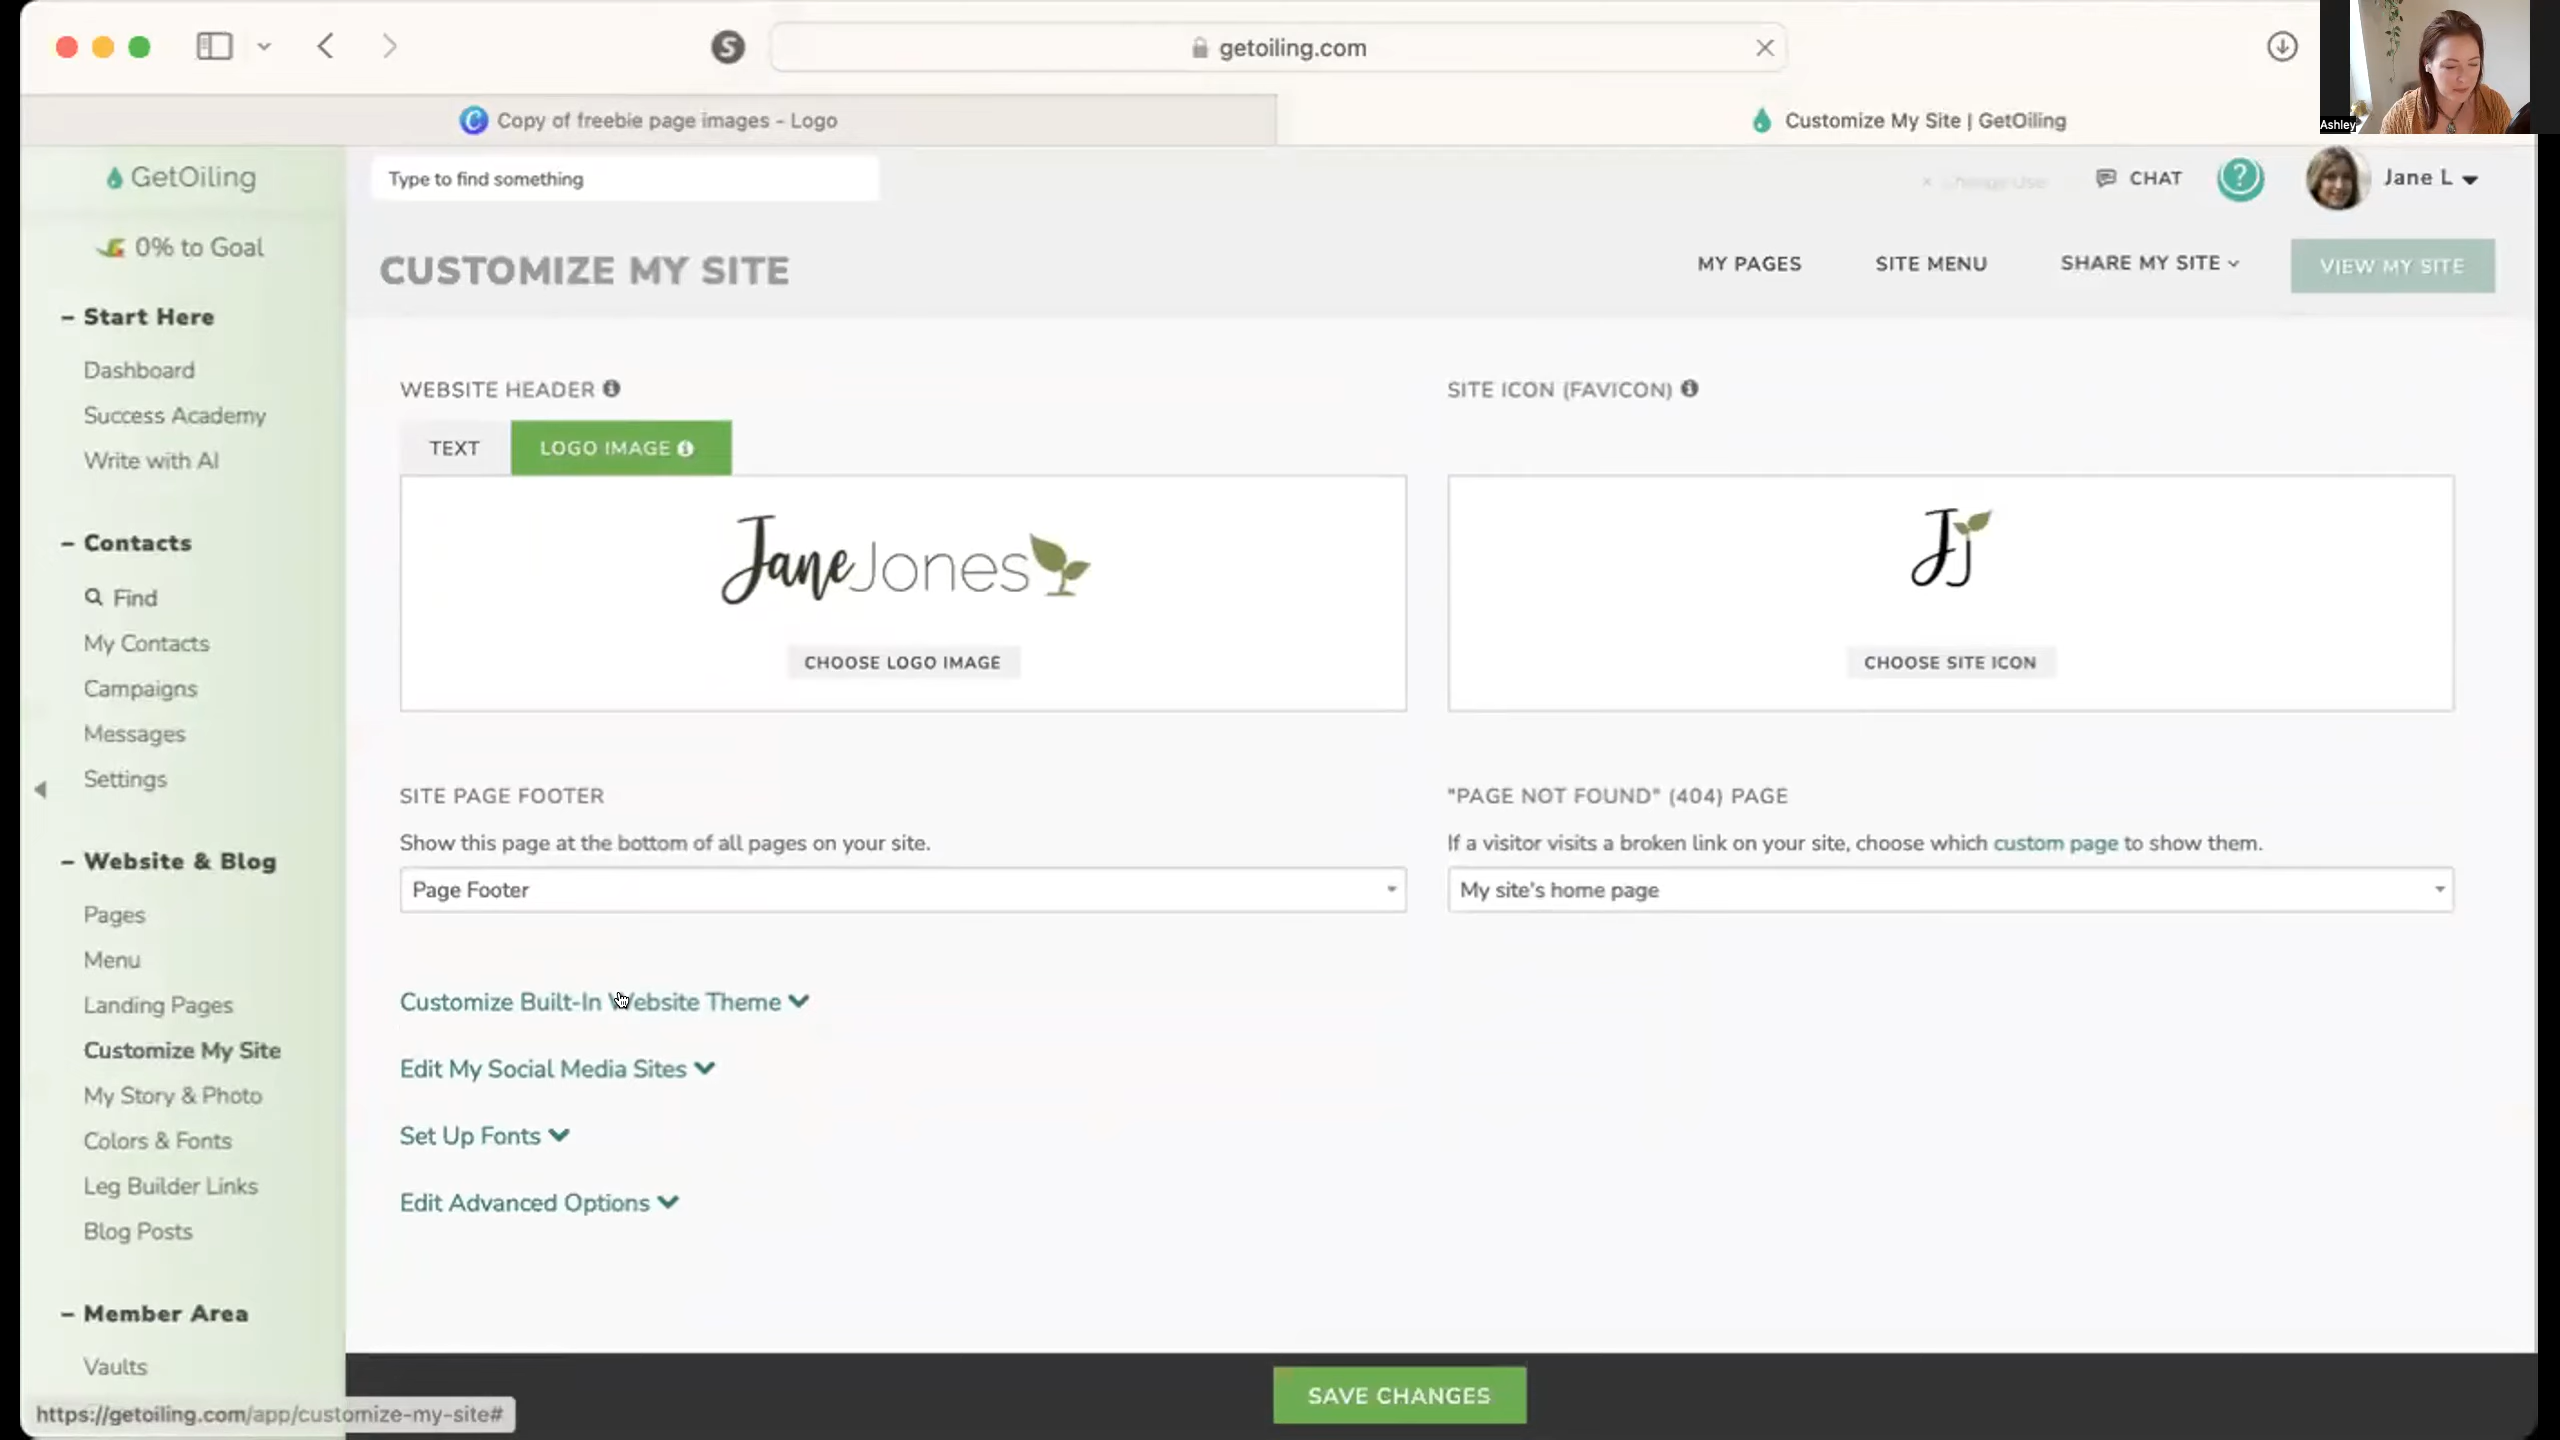 S
getoiling.com
Copy of freebie page images - Logo
Customize My Site | GetOiling
Ashley
GetOiling
Type to find something
CHAT
?
Jane L
0% to Goal
CUSTOMIZE MY SITE
MY PAGES
SITE MENU
SHARE MY SITE
VIEW MY SITE
– Start Here
Dashboard
Success Academy
Write with AI
– Contacts
Find
My Contacts
Campaigns
Messages
Settings
– Website & Blog
Pages
Menu
Landing Pages
Customize My Site
My Story & Photo
Colors & Fonts
Leg Builder Links
Blog Posts
– Member Area
Vaults
WEBSITE HEADER
TEXT
LOGO IMAGE
Jane Jones
CHOOSE LOGO IMAGE
SITE ICON (FAVICON)
JJ
CHOOSE SITE ICON
SITE PAGE FOOTER
Show this page at the bottom of all pages on your site.
Page Footer
"PAGE NOT FOUND" (404) PAGE
If a visitor visits a broken link on your site, choose which custom page to show them.
My site's home page
Customize Built-In Website Theme
Edit My Social Media Sites
Set Up Fonts
Edit Advanced Options
SAVE CHANGES
https://getoiling.com/app/customize-my-site#